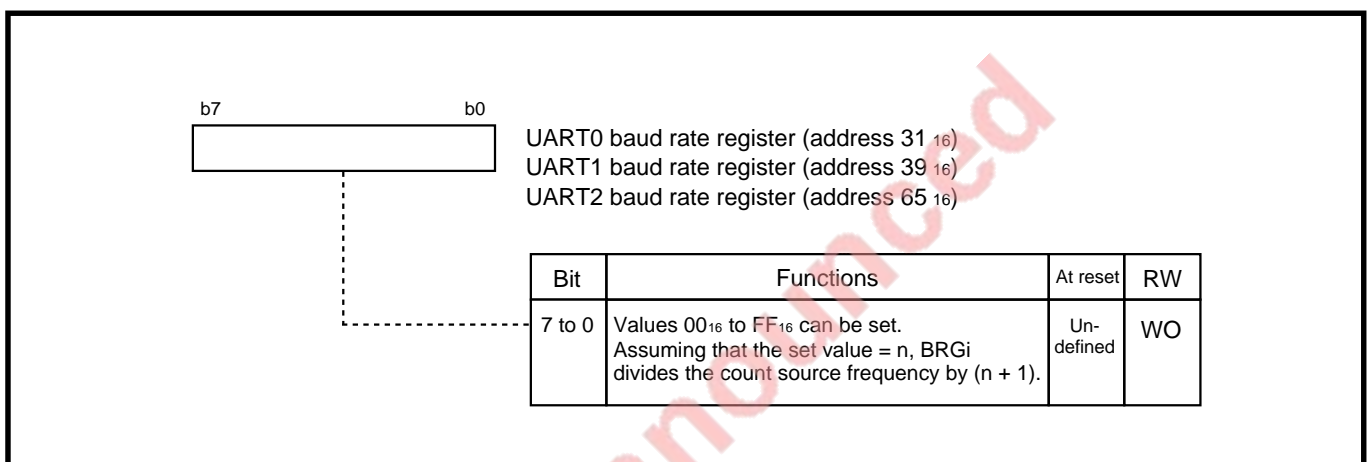 b7 b0
UART0 baud rate register (address 31 16)
UART1 baud rate register (address 39 16)
UART2 baud rate register (address 65 16)
Bit Functions At reset RW
7 to 0 Values 0016 to FF16 can be set. Un- WO
Assuming that the set value = n, BRGi defined
divides the count source frequency by (n + 1).
nounced